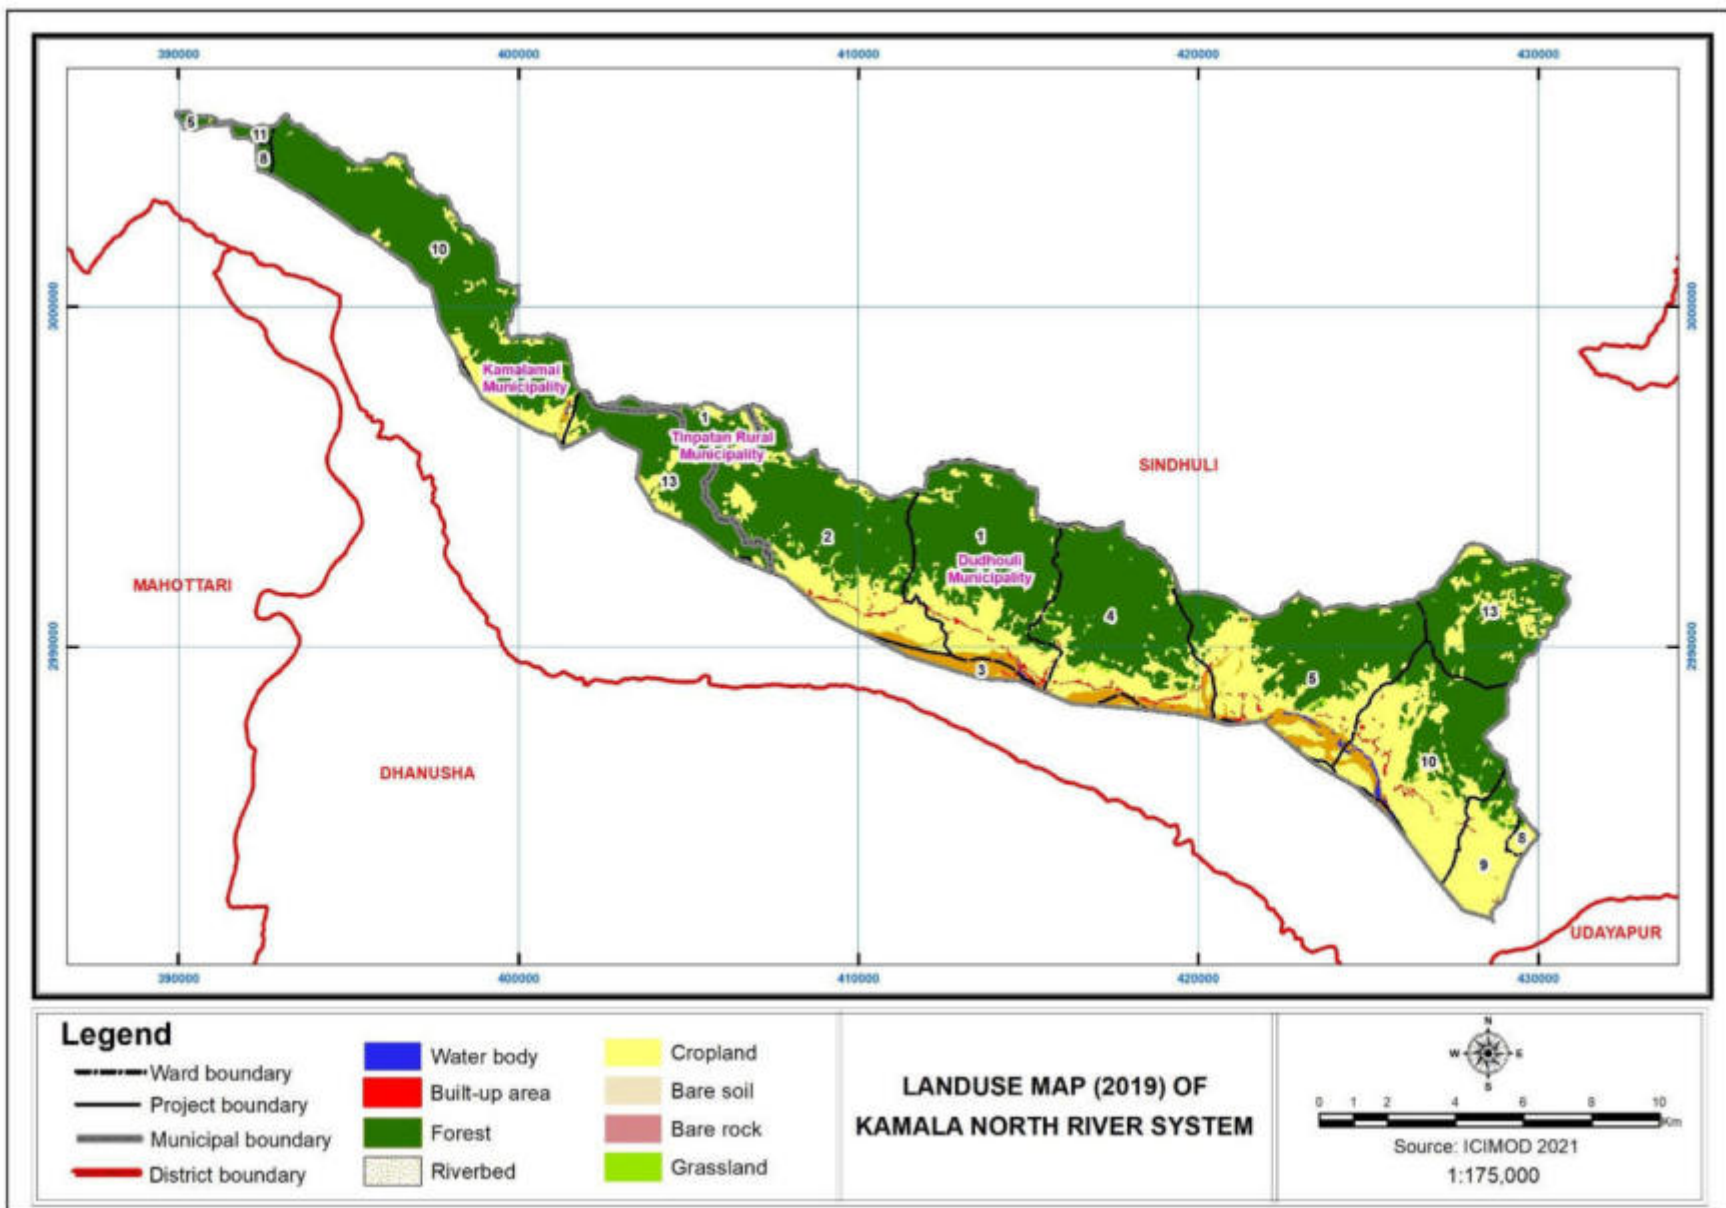 390000
400000
410000
420000
430000
5
11
8
10
3000000
3000000
Kamalamai
Municipality
1
Tinpatan Rural
Municipality
SINDHULI
13
2
1
Dudhouli
Municipality
MAHOTTARI
4
13
2990000
2990000
3
5
DHANUSHA
10
8
9
UDAYAPUR
390000
400000
410000
420000
430000
Legend
Ward boundary
Project boundary
Municipal boundary
District boundary
Water body
Built-up area
Forest
Riverbed
Cropland
Bare soil
Bare rock
Grassland
LANDUSE MAP (2019) OF
KAMALA NORTH RIVER SYSTEM
N
W E
S
0 1 2 4 6 8 10
Km
Source: ICIMOD 2021
1:175,000